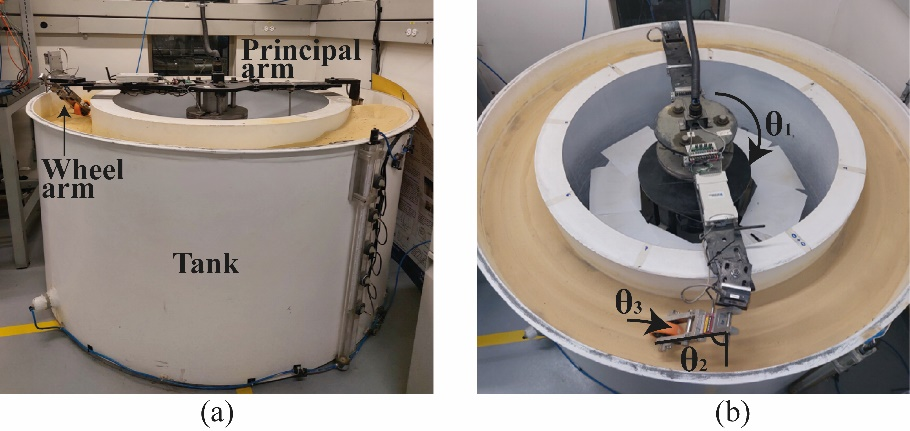 Principal
arm
Wheel
arm
Tank
θ1
θ3
θ2
(a)
(b)